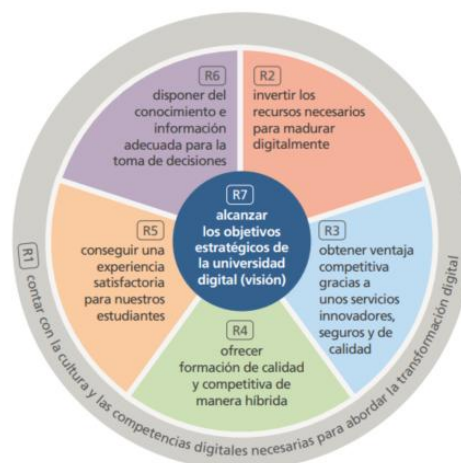 R6
disponer del
conocimiento e
información
adecuada para la
toma de decisiones
R2
invertir los
recursos necesarios
para madurar
digitalmente
R7
alcanzar
los objetivos
estratégicos de
la universidad
digital (visión)
R5
conseguir una
experiencia
satisfactoria
para nuestros
estudiantes
R3
obtener ventaja
competitiva
gracias a
unos servicios
innovadores,
seguros y de
calidad
R4
ofrecer
formación de calidad
y competitiva de
manera híbrida
R1 contar con la cultura y las competencias digitales necesarias para abordar la transformación digital